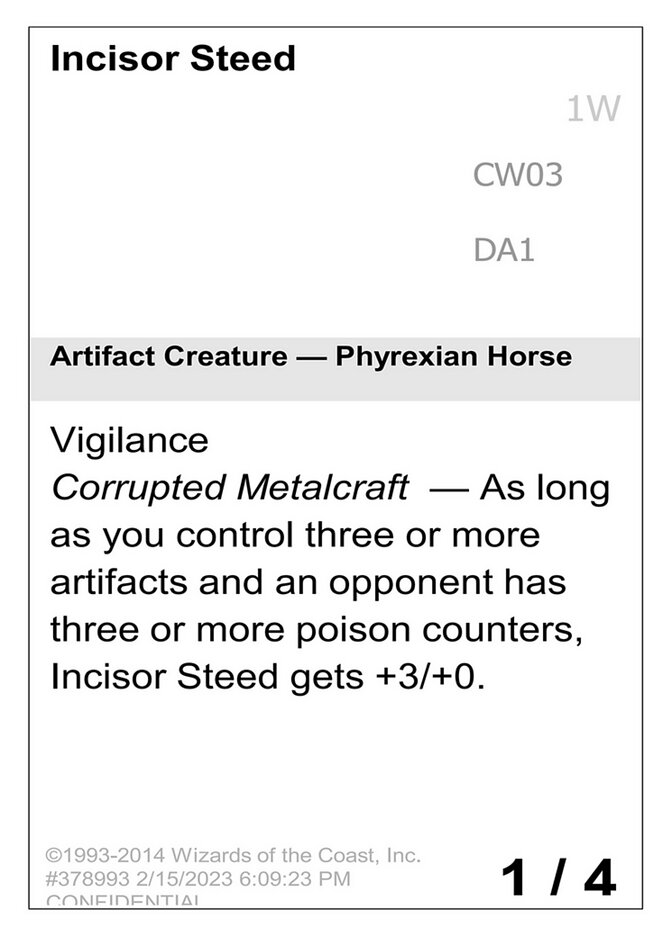 Incisor Steed
1W
CW03
DA1
Artifact Creature — Phyrexian Horse
Vigilance
Corrupted Metalcraft — As long
as you control three or more
artifacts and an opponent has
three or more poison counters,
Incisor Steed gets +3/+0.
©1993-2014 Wizards of the Coast, Inc.
#378993 2/15/2023 6:09:23 PM
CONFIDENTIAL
1 / 4